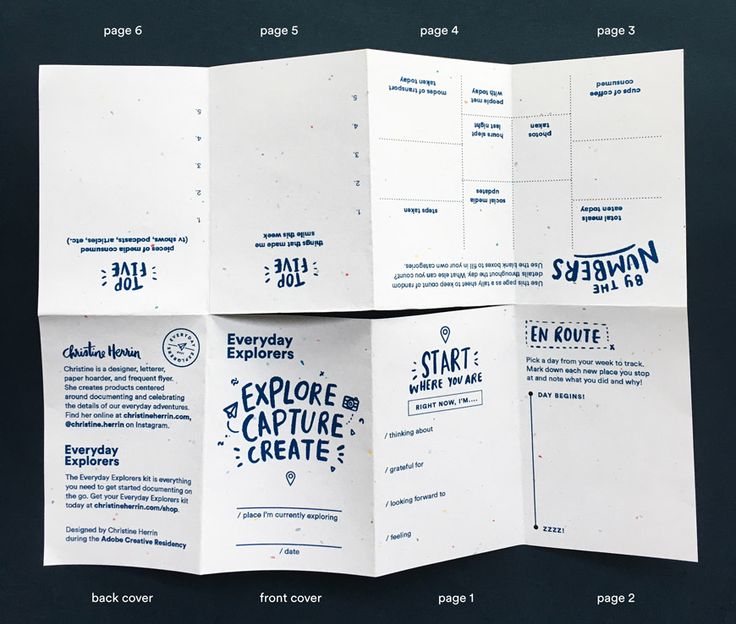 page 6
page 5
page 4
page 3
TOP
FIVE
pieces of media consumed
(tv shows, podcasts, articles, etc.)
1.
2.
3.
4.
5.
TOP
FIVE
things that made me
smile this week
1.
2.
3.
4.
5.
BY THE
NUMBERS
Use this page as a tally sheet to keep count of random
details throughout the day. What else can you count?
Use the blank boxes to fill in your own categories.
total meals
eaten today
social media
updates
steps taken
photos
taken
hours slept
last night
cups of coffee
consumed
people met
with today
modes of transport
taken today
Christine Herrin
EVERYDAY
EXPLORERS
Christine is a designer, letterer,
paper hoarder, and frequent flyer.
She creates products centered
around documenting and celebrating
the details of our everyday adventures.
Find her online at christineherrin.com,
@christine.herrin on Instagram.
Everyday
Explorers
The Everyday Explorers kit is everything
you need to get started documenting on
the go. Get your Everyday Explorers kit
today at christineherrin.com/shop.
Designed by Christine Herrin
during the Adobe Creative Residency
Everyday
Explorers
EXPLORE
CAPTURE
CREATE
/ place I'm currently exploring
/ date
START
WHERE YOU ARE
RIGHT NOW, I'M....
/ thinking about
/ grateful for
/ looking forward to
/ feeling
EN ROUTE
x
Pick a day from your week to track.
Mark down each new place you stop
at and note what you did and why!
DAY BEGINS!
ZZZZ!
back cover
front cover
page 1
page 2